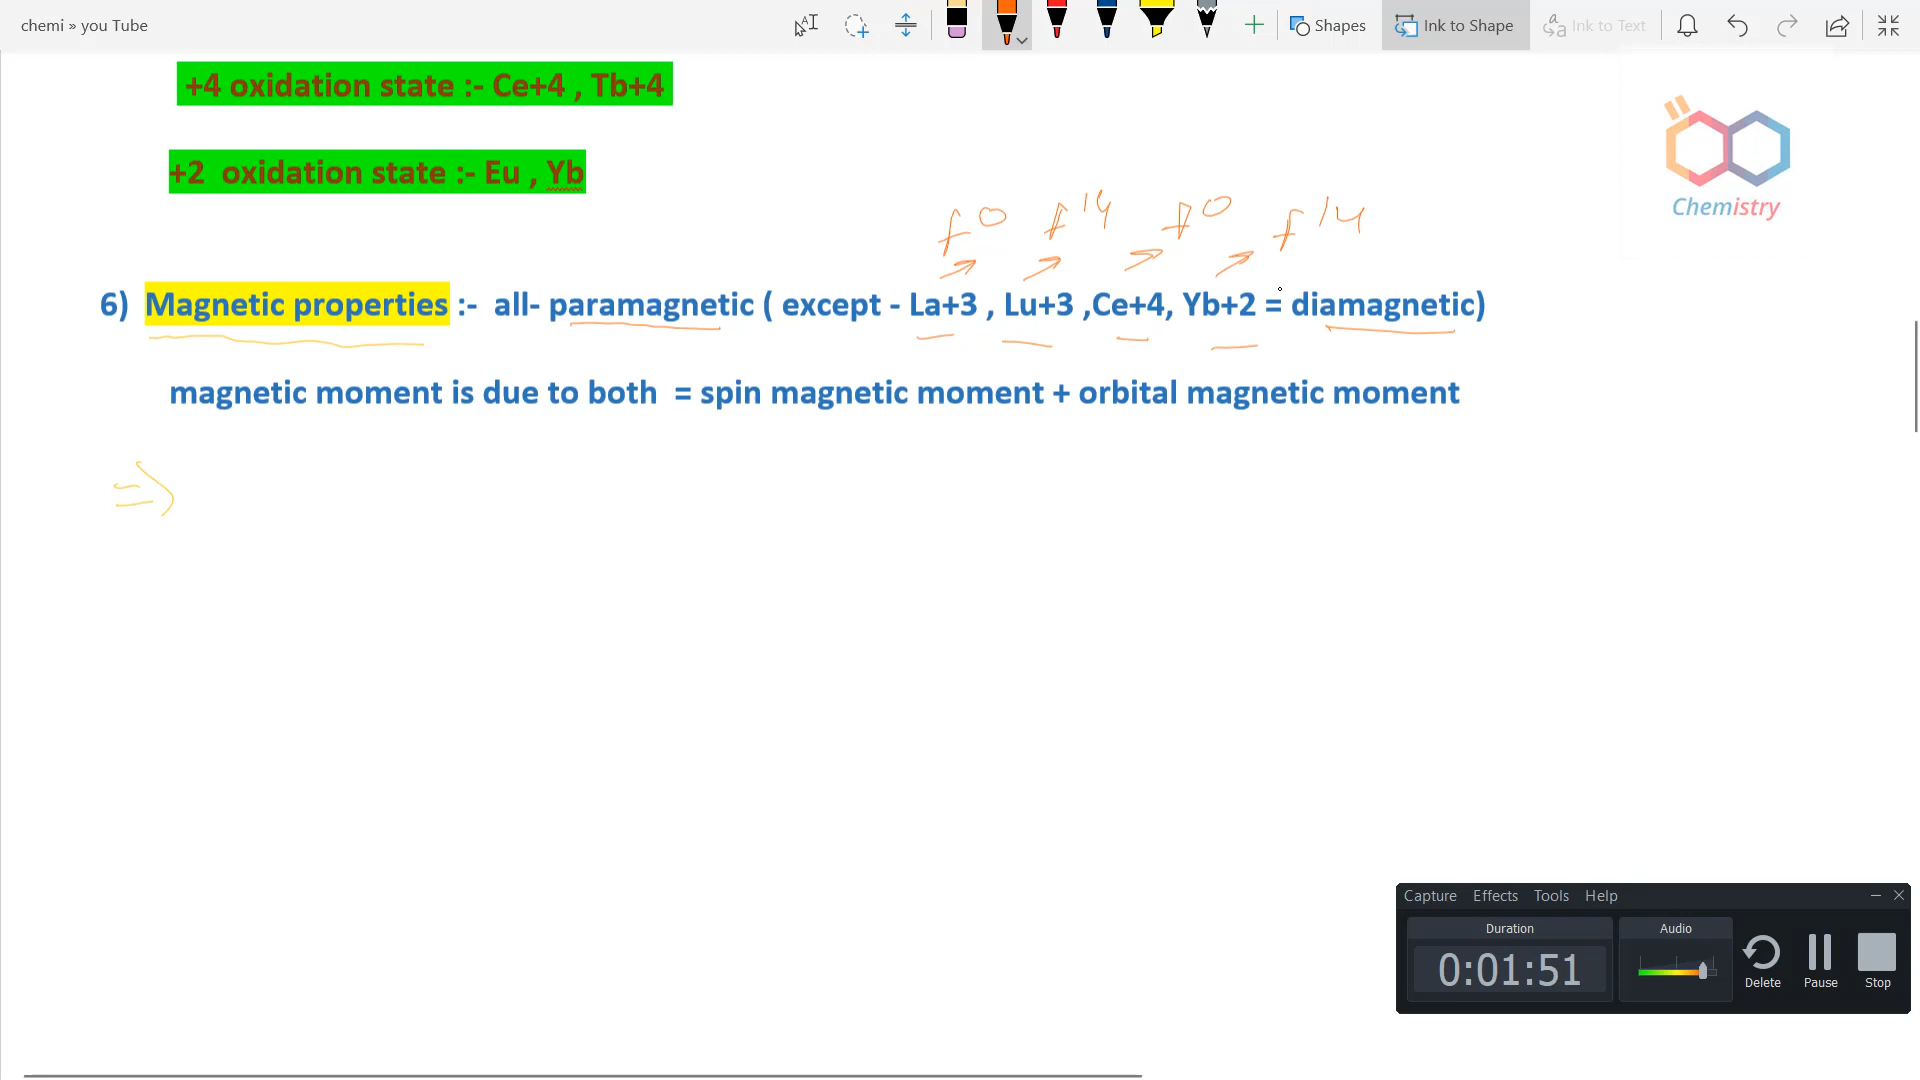 chemi » you Tube
Shapes
Ink to Shape
Ink to Text
+4 oxidation state :- Ce+4 , Tb+4
+2 oxidation state :- Eu , Yb
Chemistry
f⁰ f¹⁴ f⁰ f¹⁴
6) Magnetic properties :- all- paramagnetic ( except - La+3 , Lu+3 ,Ce+4, Yb+2 = diamagnetic)
magnetic moment is due to both = spin magnetic moment + orbital magnetic moment
=>
Capture Effects Tools Help
Duration
Audio
0:01:51
Delete
Pause
Stop